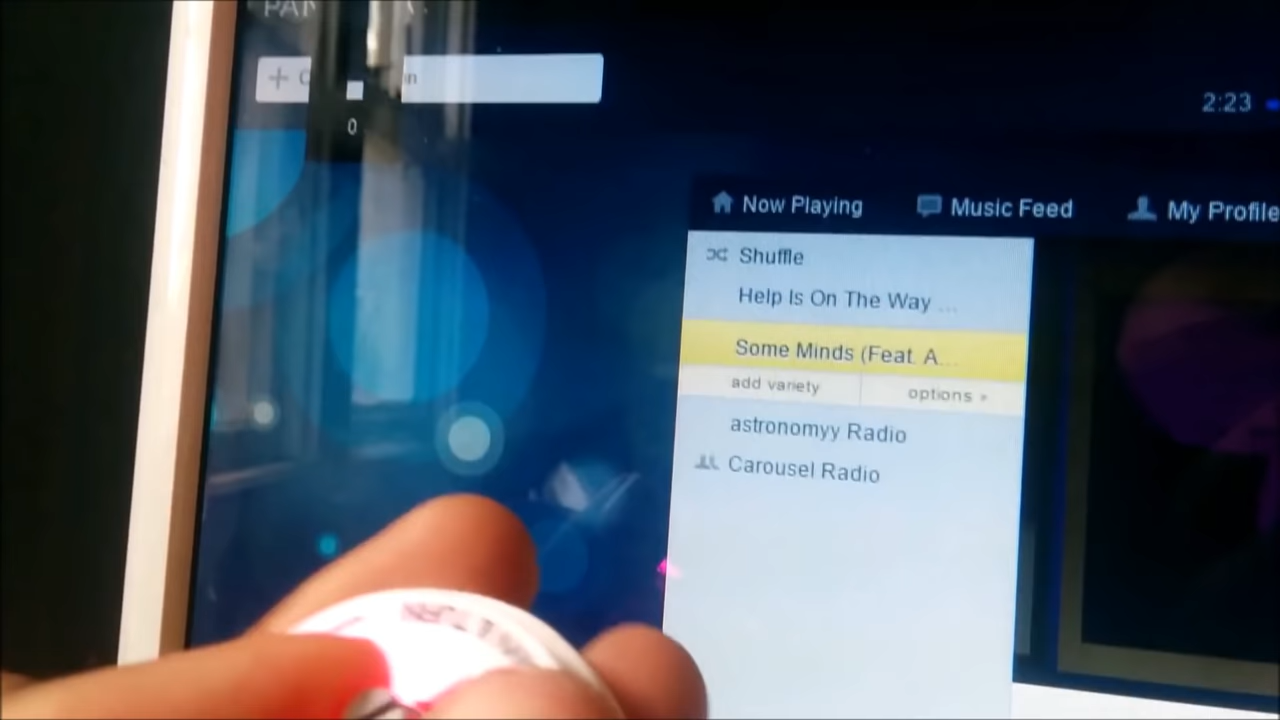 PAN
+
0
2:23
Now Playing
Music Feed
My Profile
Shuffle
Help Is On The Way ...
Some Minds (Feat. A...
add variety
options
astronomyy Radio
Carousel Radio